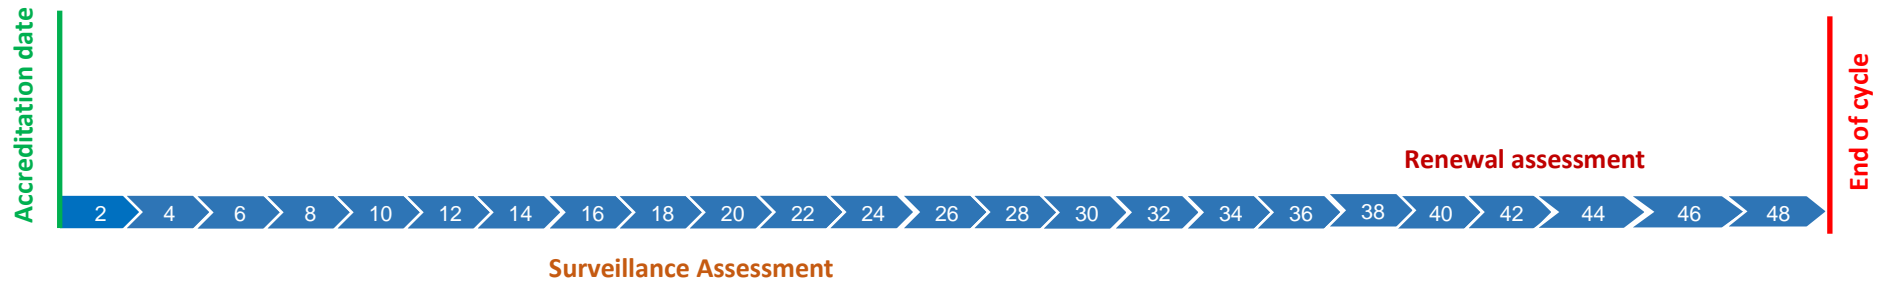 Accreditation date
End of cycle
Renewal assessment
2 4 6 8 10 12 14 16 18 20 22 24 26 28 30 32 34 36 38 40 42 44 46 48
Surveillance Assessment